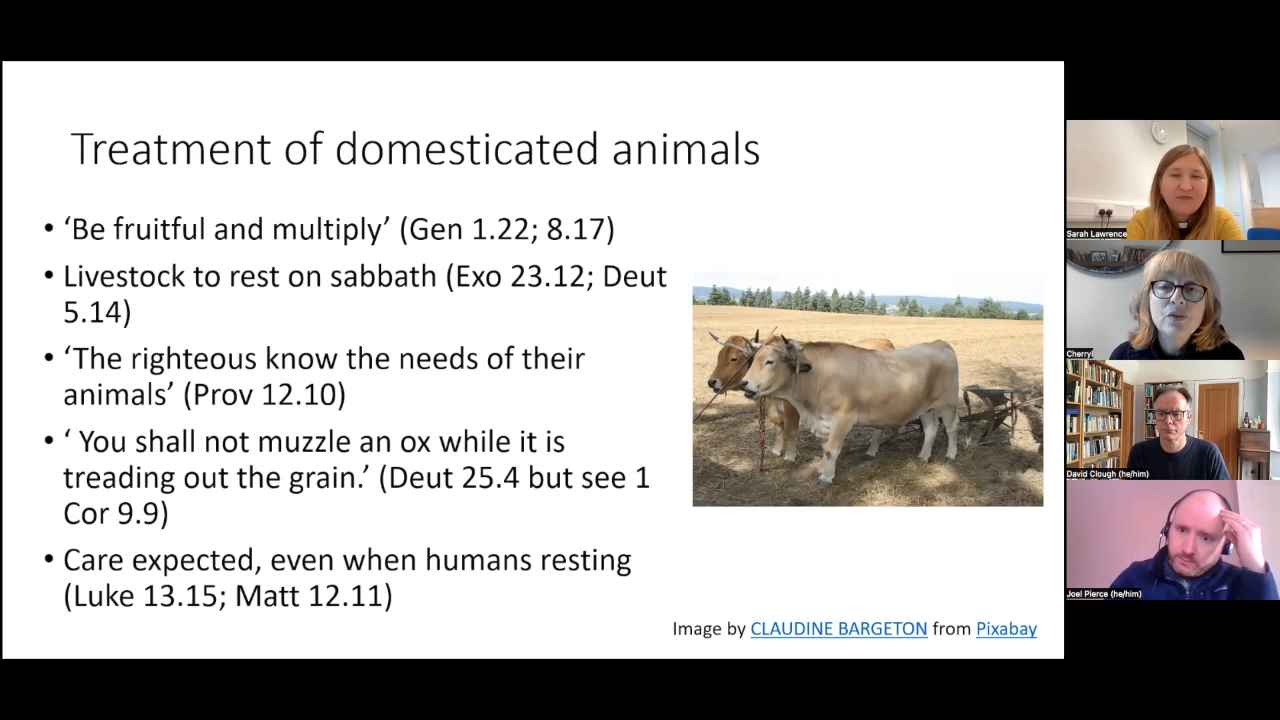 Treatment of domesticated animals
• ‘Be fruitful and multiply’ (Gen 1.22; 8.17)
• Livestock to rest on sabbath (Exo 23.12; Deut
5.14)
• ‘The righteous know the needs of their
animals’ (Prov 12.10)
• ‘ You shall not muzzle an ox while it is
treading out the grain.’ (Deut 25.4 but see 1
Cor 9.9)
• Care expected, even when humans resting
(Luke 13.15; Matt 12.11)
Image by CLAUDINE BARGETON from Pixabay
Sarah Lawrence
Cherryl
David Clough (he/him)
Joel Pierce (he/him)